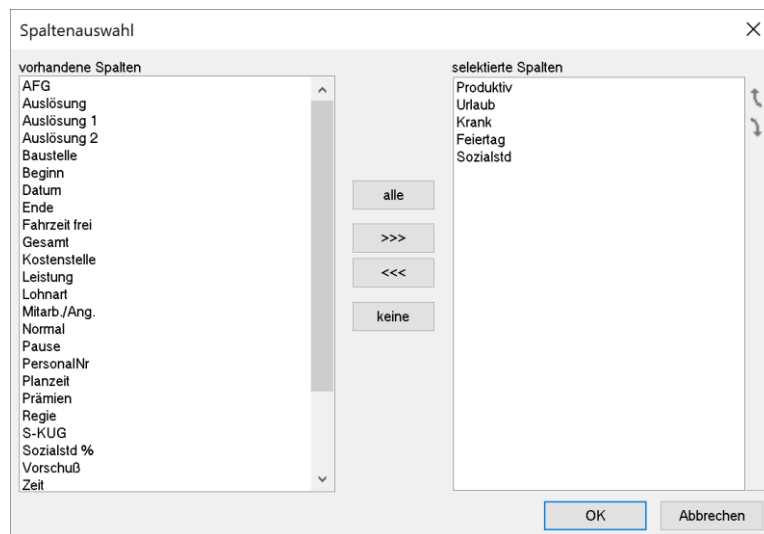 Spaltenauswahl
vorhandene Spalten
AFG
Auslösung
Auslösung 1
Auslösung 2
Baustelle
Beginn
Datum
Ende
Fahrzeit frei
Gesamt
Kostenstelle
Leistung
Lohnart
Mitarb./Ang.
Normal
Pause
PersonalNr
Planzeit
Prämien
Regie
S-KUG
Sozialstd %
Vorschuß
Zeit
alle
>>>
<<<
keine
selektierte Spalten
Produktiv
Urlaub
Krank
Feiertag
Sozialstd
OK
Abbrechen